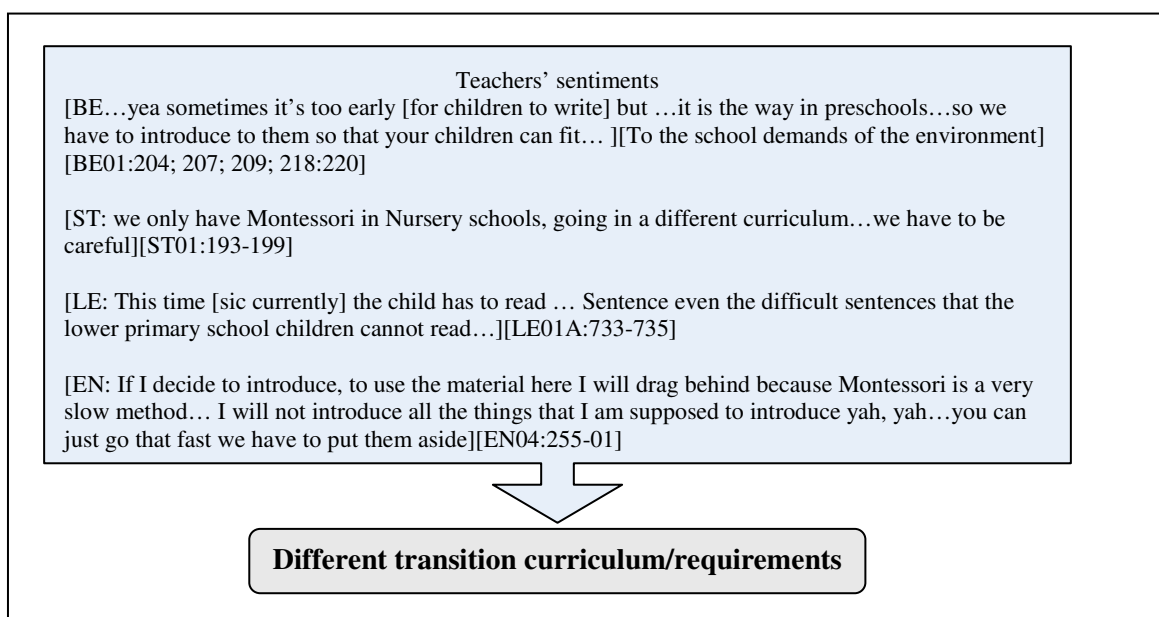 Teachers’ sentiments
[BE…yea sometimes it’s too early [for children to write] but …it is the way in preschools…so we
have to introduce to them so that your children can fit… ][To the school demands of the environment]
[BE01:204; 207; 209; 218:220]
[ST: we only have Montessori in Nursery schools, going in a different curriculum…we have to be
careful][ST01:193-199]
[LE: This time [sic currently] the child has to read … Sentence even the difficult sentences that the
lower primary school children cannot read…][LE01A:733-735]
[EN: If I decide to introduce, to use the material here I will drag behind because Montessori is a very
slow method… I will not introduce all the things that I am supposed to introduce yah, yah…you can
just go that fast we have to put them aside][EN04:255-01]
Different transition curriculum/requirements